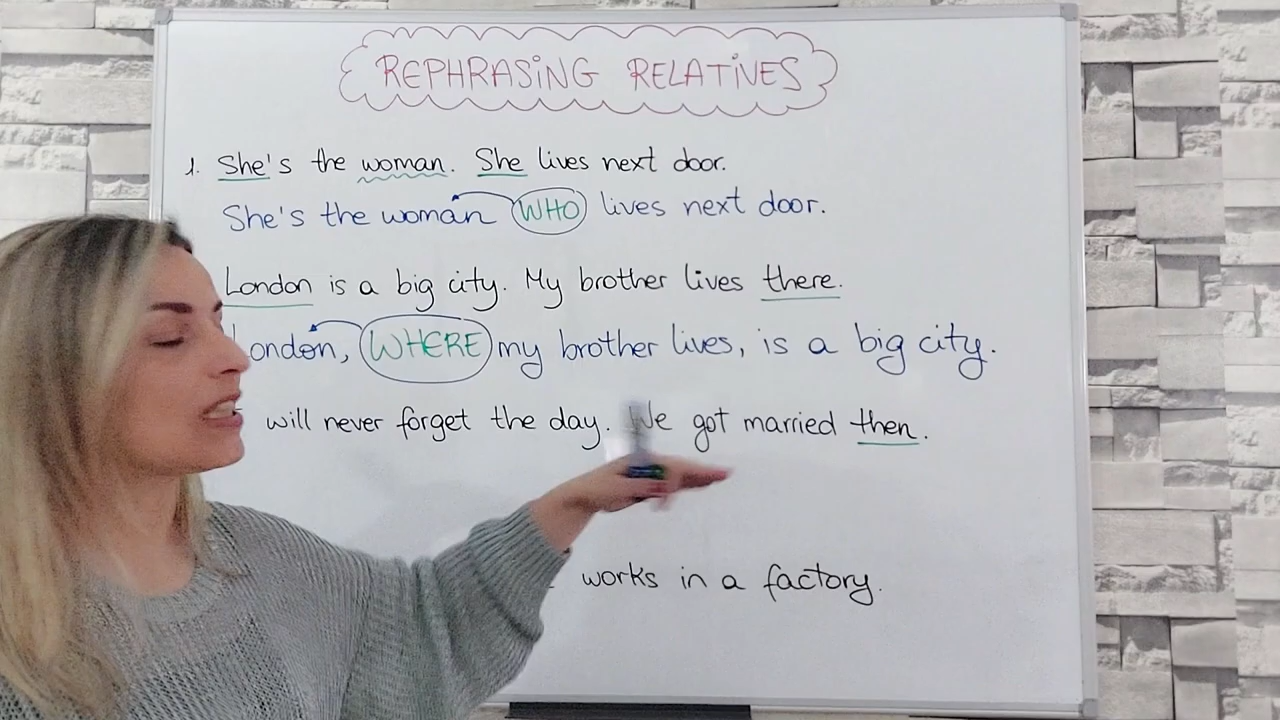 REPHRASING RELATIVES
1. She's the woman. She lives next door.
She's the woman WHO lives next door.
London is a big city. My brother lives there.
London, WHERE my brother lives, is a big city.
will never forget the day. We got married then.
works in a factory.